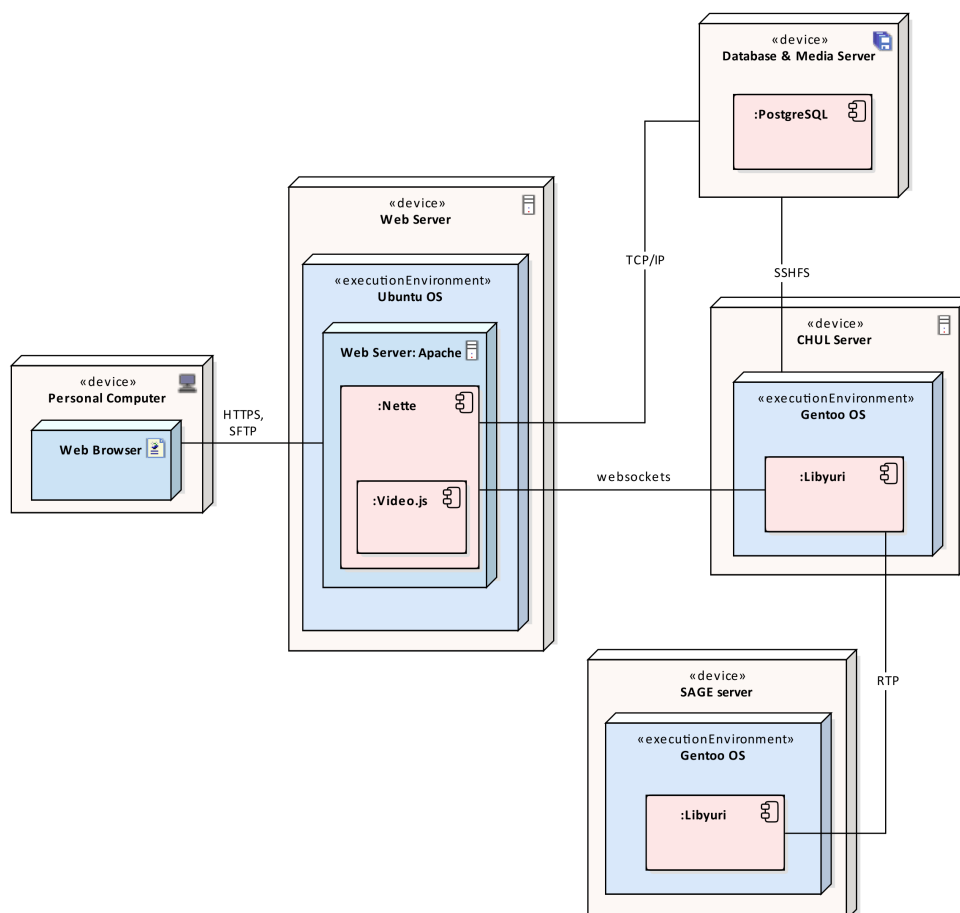 «device»
Database & Media Server
:PostgreSQL
«device»
Web Server
«executionEnvironment»
Ubuntu OS
Web Server: Apache
:Nette
:Video.js
TCP/IP
SSHFS
«device»
CHUL Server
«executionEnvironment»
Gentoo OS
:Libyuri
«device»
Personal Computer
Web Browser
HTTPS,
SFTP
websockets
RTP
«device»
SAGE server
«executionEnvironment»
Gentoo OS
:Libyuri